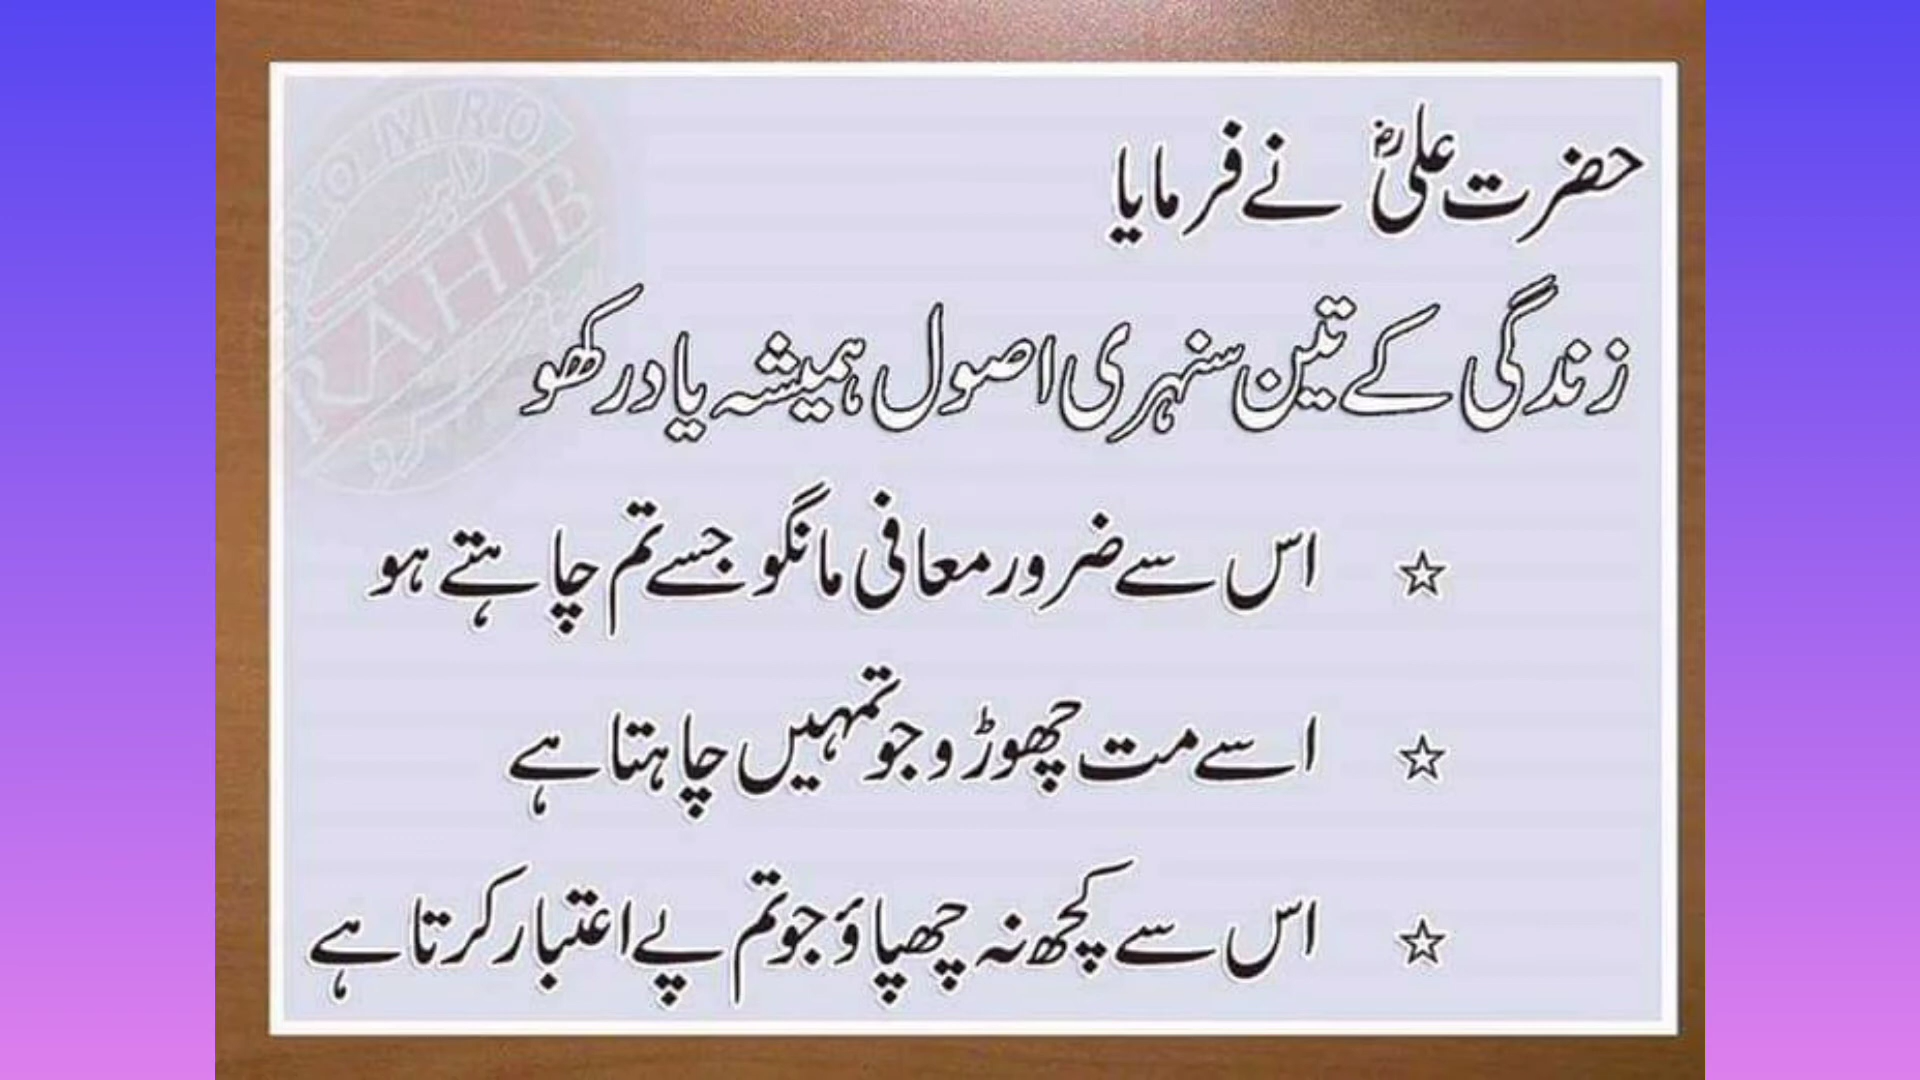 حضرت علیؓ نے فرمایا
زندگی کے تین سنہری اصول ہمیشہ یاد رکھو
☆ اس سے ضرور معافی مانگو جسے تم چاہتے ہو
☆ اسے مت چھوڑو جو تمہیں چاہتا ہے
☆ اس سے کچھ نہ چھپاؤ جو تم پے اعتبار کرتا ہے
RAHIB